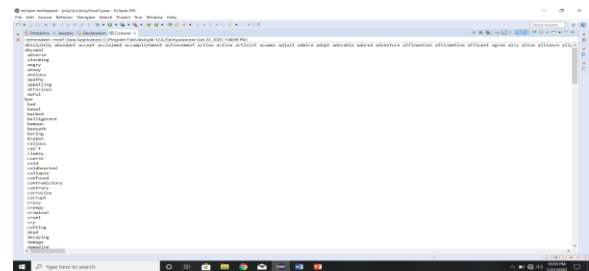 eclipse-workspace - proj/src/proj/mod1.java - Eclipse IDE
File Edit Source Refactor Navigate Search Project Run Window Help
Quick Access
Problems Javadoc Declaration Console
<terminated> mod1 [Java Application] C:\Program Files\Java\jdk-12.0.2\bin\javaw.exe (Jan 22, 2020,
absolutely abundant accept acclaimed accomplishment achievement action active activist acumen adjust admire adopt adorable adored adventure affirmation affirmative affluent agree airy alive alliance
abysmal
adverse
alarming
angry
annoy
anxious
apathy
appalling
atrocious
awful
bye
bad
banal
barbed
belligerent
bemoan
beneath
boring
broken
callous
can't
clumsy
coarse
cold
coldhearted
collapse
confused
contradictory
contrary
corrosive
corrupt
crazy
creepy
criminal
cruel
cry
cutting
dead
decaying
damage
damaging
Type here to search